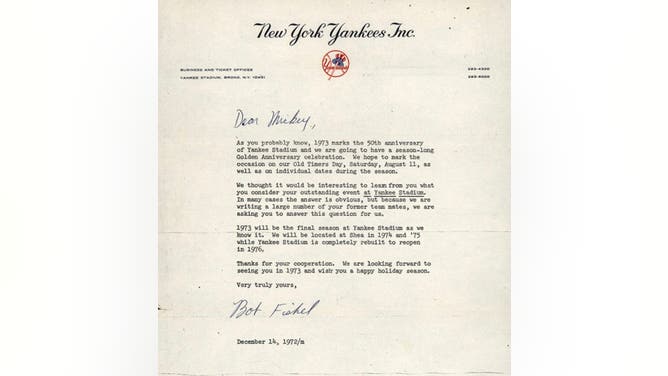 New York Yankees Inc.
BUSINESS AND TICKET OFFICES
YANKEE STADIUM, BRONX, N.Y. 10451
293-4300
293-6000
Dear Mickey,
As you probably know, 1973 marks the 50th anniversary
of Yankee Stadium and we are going to have a season-long
Golden Anniversary celebration. We hope to mark the
occasion on our Old Timers Day, Saturday, August 11, as
well as on individual dates during the season.
We thought it would be interesting to learn from you what
you consider your outstanding event at Yankee Stadium.
In many cases the answer is obvious, but because we are
writing a large number of your former team mates, we are
asking you to answer this question for us.
1973 will be the final season at Yankee Stadium as we
know it. We will be located at Shea in 1974 and '75
while Yankee Stadium is completely rebuilt to reopen
in 1976.
Thanks for your cooperation. We are looking forward to
seeing you in 1973 and wish you a happy holiday season.
Very truly yours,
Bob Fishel
December 14, 1972/m